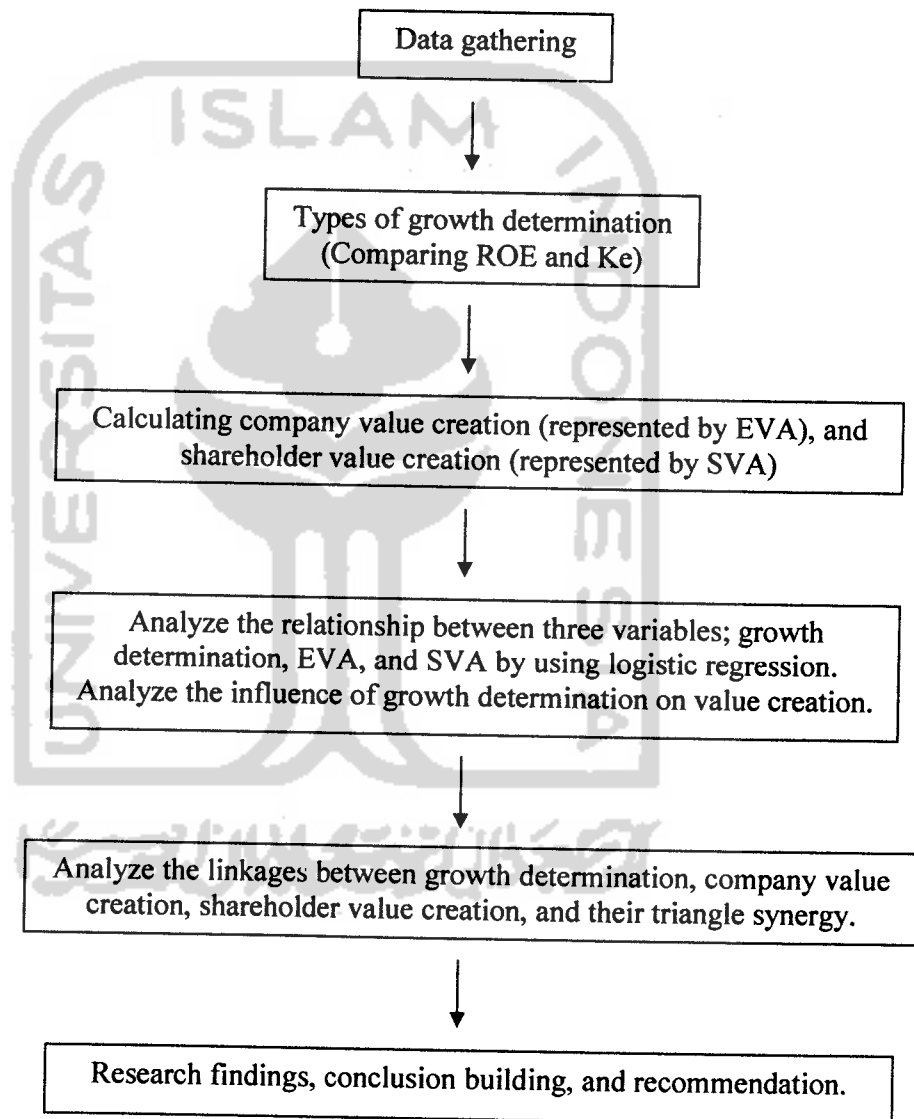 Data gathering
ISLAM
UNIVERSITAS
INDONESIA
Types of growth determination
(Comparing ROE and Ke)
Calculating company value creation (represented by EVA), and
shareholder value creation (represented by SVA)
Analyze the relationship between three variables; growth
determination, EVA, and SVA by using logistic regression.
Analyze the influence of growth determination on value creation.
Analyze the linkages between growth determination, company value
creation, shareholder value creation, and their triangle synergy.
Research findings, conclusion building, and recommendation.